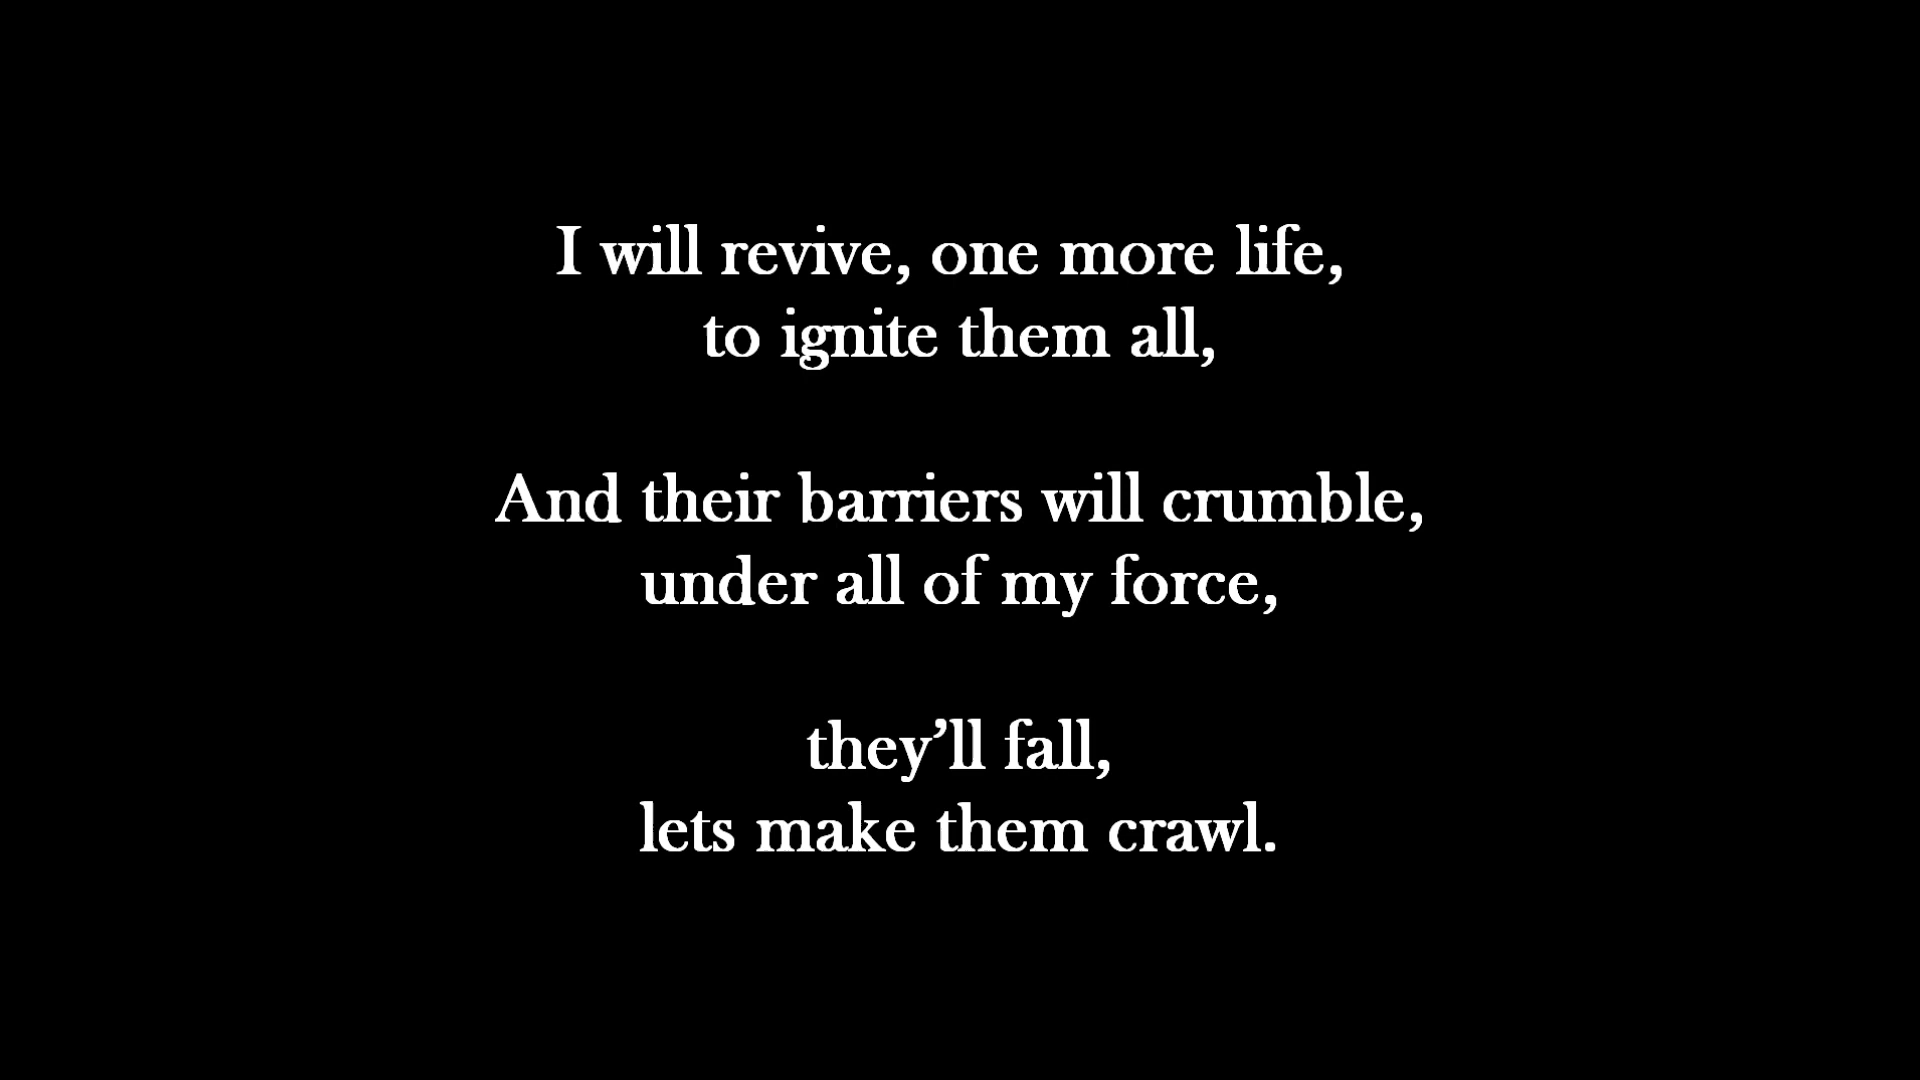 I will revive, one more life,
to ignite them all,
And their barriers will crumble,
under all of my force,
they’ll fall,
lets make them crawl.